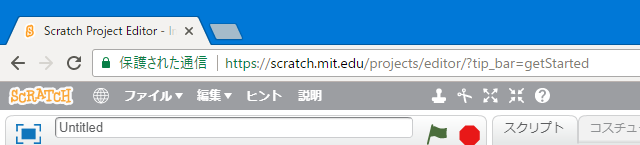 Scratch Project Editor - I
保護された通信 https://scratch.mit.edu/projects/editor/?tip_bar=getStarted
SCRATCH ファイル 編集 ヒント 説明
Untitled スクリプト コスチュー